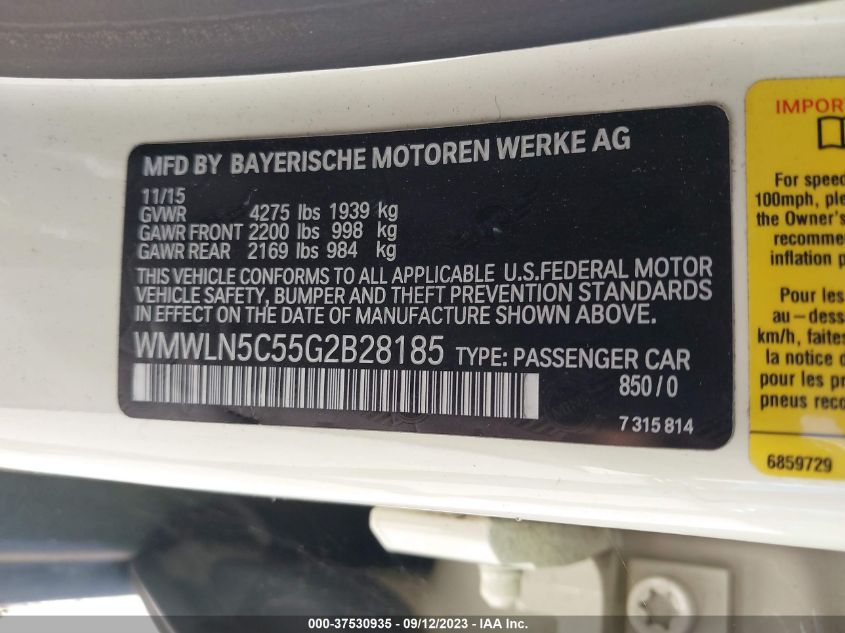 MFD BY BAYERISCHE MOTOREN WERKE AG
11/15
GVWR 4275 lbs 1939 kg
GAWR FRONT 2200 lbs 998 kg
GAWR REAR 2169 lbs 984 kg
THIS VEHICLE CONFORMS TO ALL APPLICABLE U.S.FEDERAL MOTOR
VEHICLE SAFETY, BUMPER AND THEFT PREVENTION STANDARDS
IN EFFECT ON THE DATE OF MANUFACTURE SHOWN ABOVE.
WMWLN5C55G2B28185 TYPE: PASSENGER CAR
850/0
7 315 814
For speed
100mph, ple
the Owner's
recomme
inflation p
Pour les
au-dess
km/h, faites
la notice d
pour les p
pneus reco
6859729
000-37530935 - 09/12/2023 - IAA Inc.